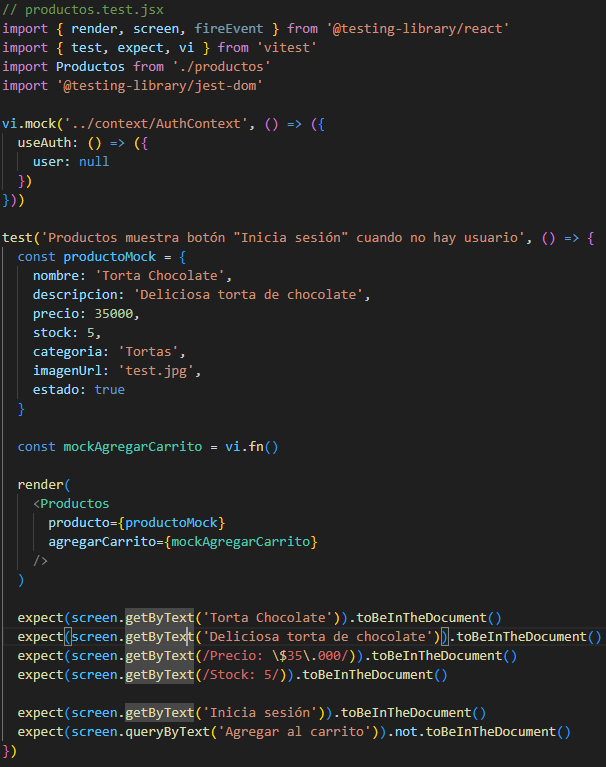 // productos.test.jsx
import { render, screen, fireEvent } from '@testing-library/react'
import { test, expect, vi } from 'vitest'
import Productos from './productos'
import '@testing-library/jest-dom'

vi.mock('../context/AuthContext', () => ({
  useAuth: () => ({
    user: null
  })
}))

test('Productos muestra botón "Inicia sesión" cuando no hay usuario', () => {
  const productoMock = {
    nombre: 'Torta Chocolate',
    descripcion: 'Deliciosa torta de chocolate',
    precio: 35000,
    stock: 5,
    categoria: 'Tortas',
    imagenUrl: 'test.jpg',
    estado: true
  }

  const mockAgregarCarrito = vi.fn()

  render(
    <Productos
      producto={productoMock}
      agregarCarrito={mockAgregarCarrito}
    />
  )

  expect(screen.getByText('Torta Chocolate')).toBeInTheDocument()
  expect(screen.getByText('Deliciosa torta de chocolate')).toBeInTheDocument()
  expect(screen.getByText(/Precio: \$35\.000/)).toBeInTheDocument()
  expect(screen.getByText(/Stock: 5/)).toBeInTheDocument()

  expect(screen.getByText('Inicia sesión')).toBeInTheDocument()
  expect(screen.queryByText('Agregar al carrito')).not.toBeInTheDocument()
})